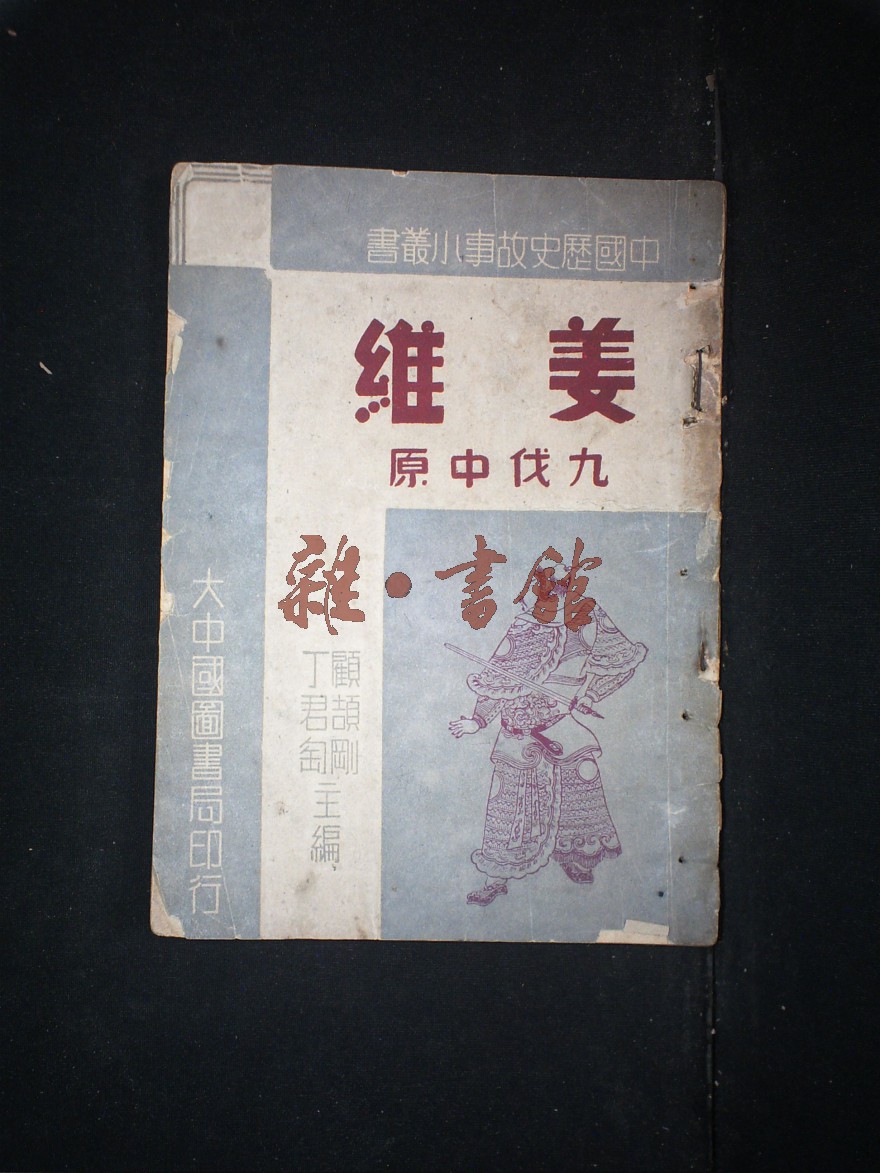 中國歷史故事小叢書
姜維
九伐中原
雜·書館
顧頡剛
丁君匋
主編
大中國圖書局印行